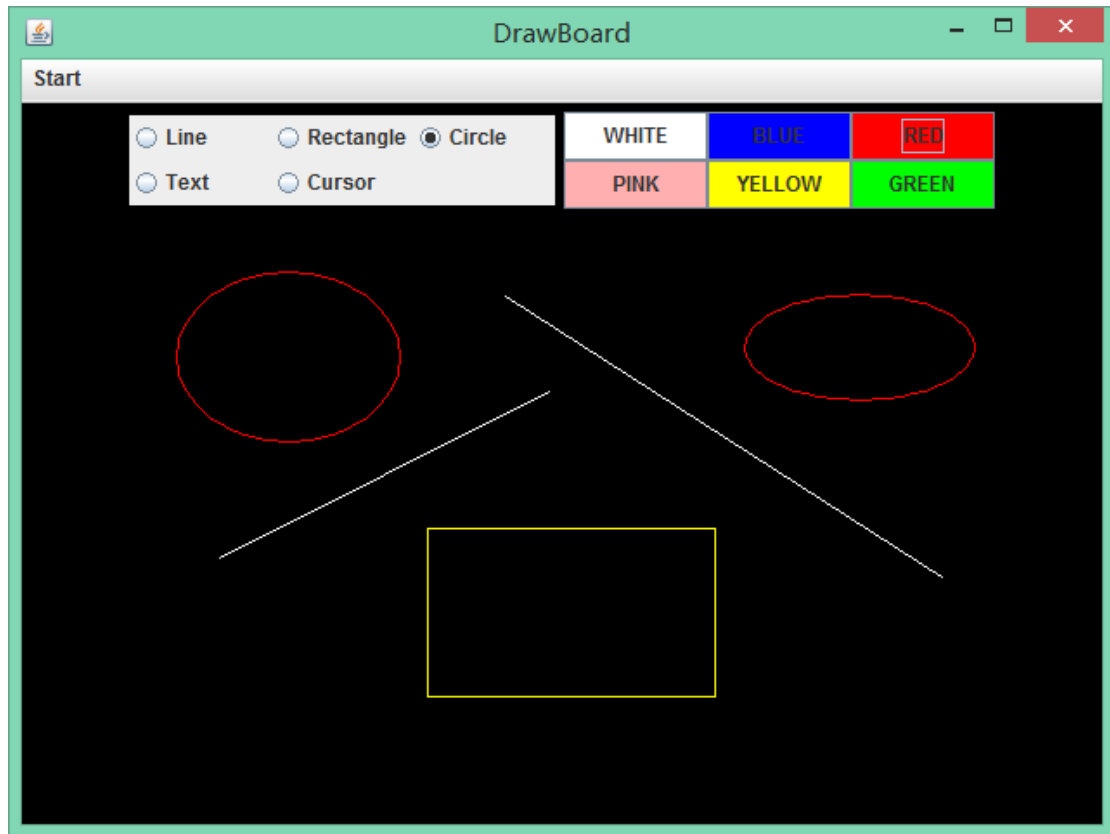 DrawBoard
Start
Line Rectangle Circle WHITE BLUE RED
Text Cursor PINK YELLOW GREEN